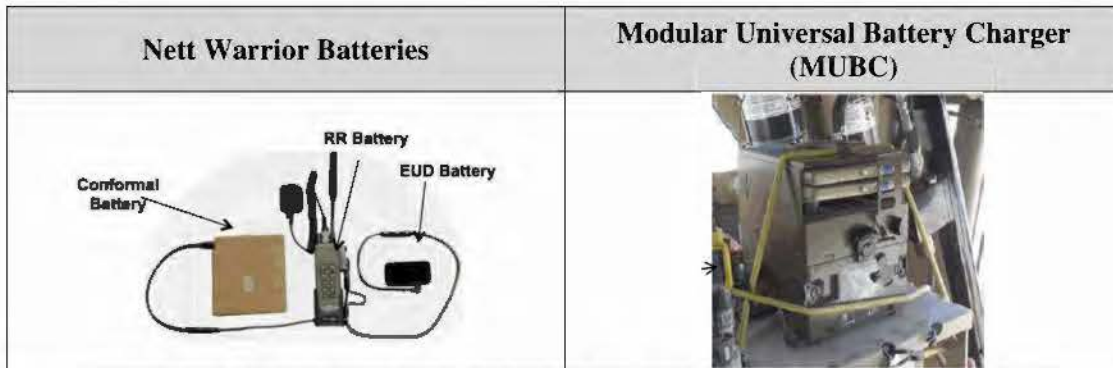 Nett Warrior Batteries
Modular Universal Battery Charger
(MUBC)
RR Battery
EUD Battery
Conformal
Battery